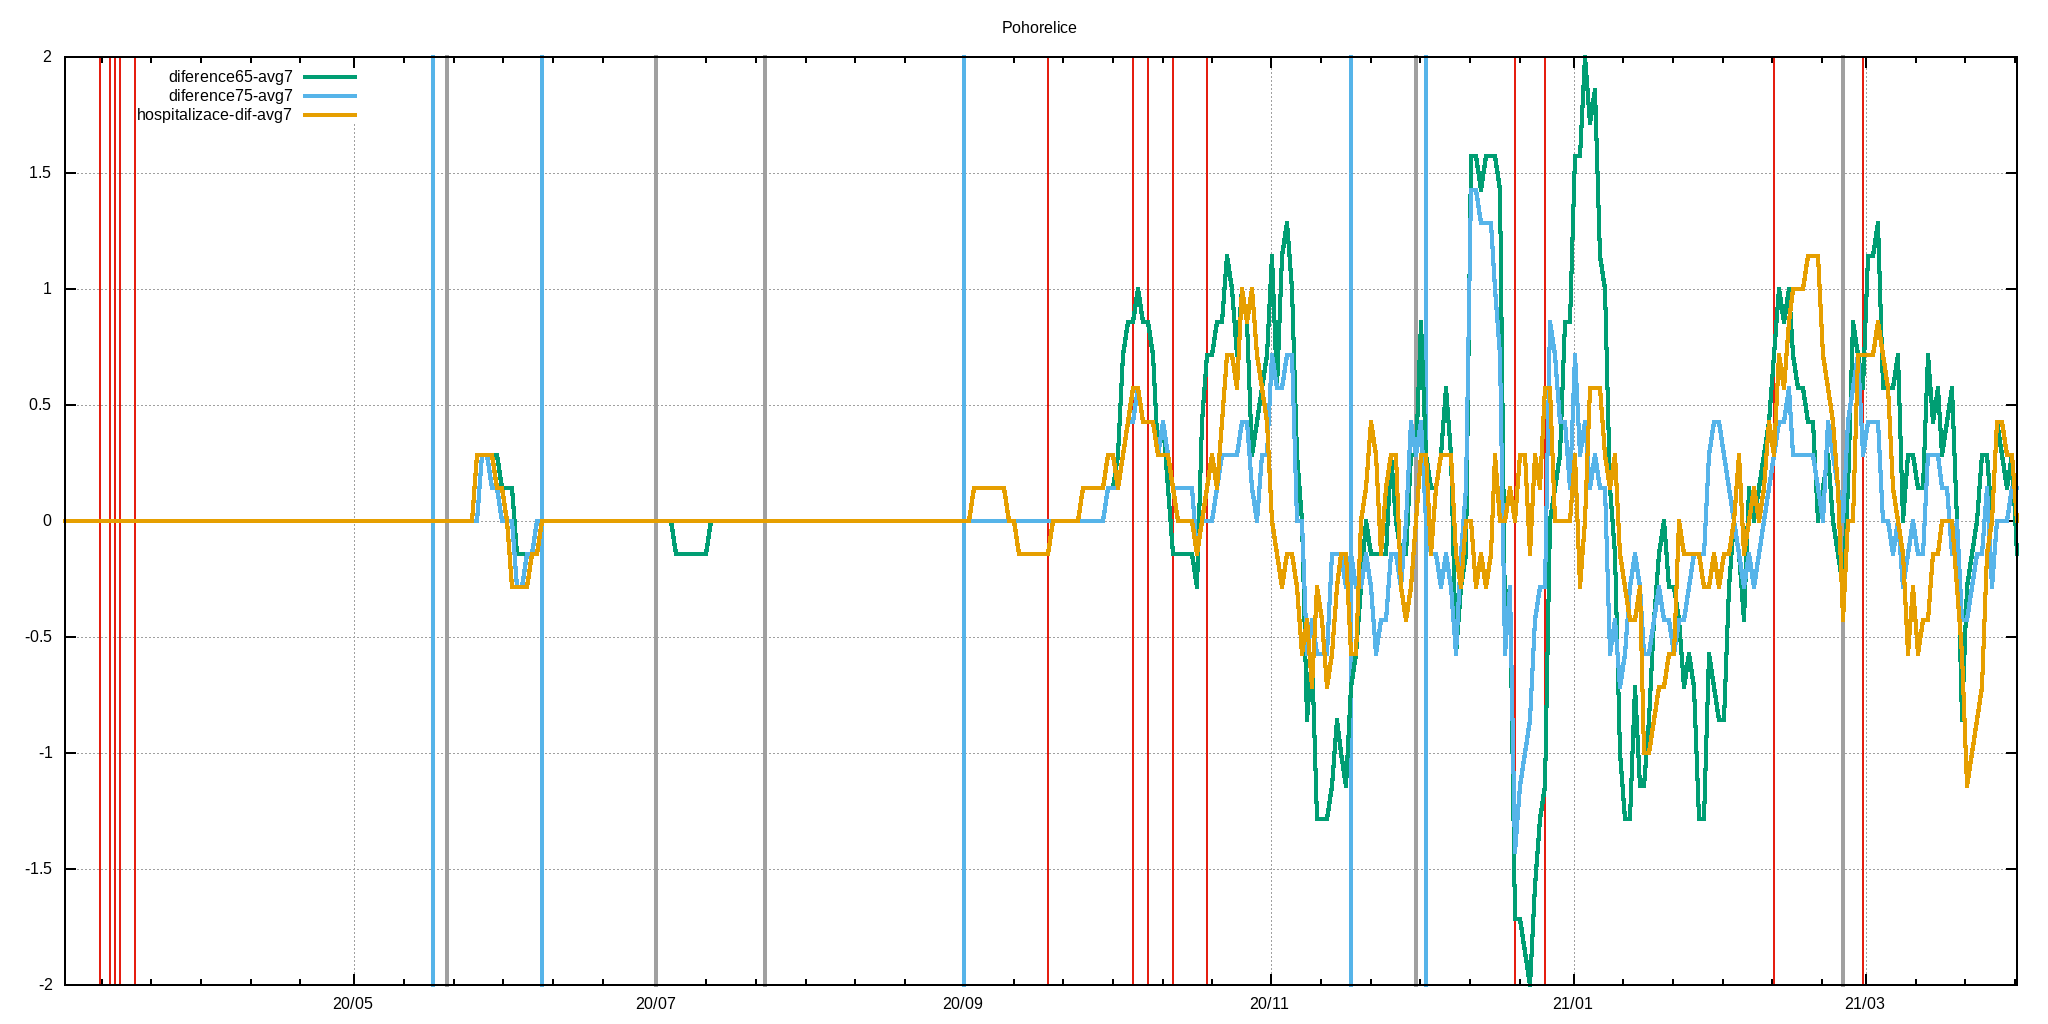 Pohorelice
diference65-avg7
diference75-avg7
hospitalizace-dif-avg7
2
1.5
1
0.5
0
-0.5
-1
-1.5
-2
20/05 20/07 20/09 20/11 21/01 21/03